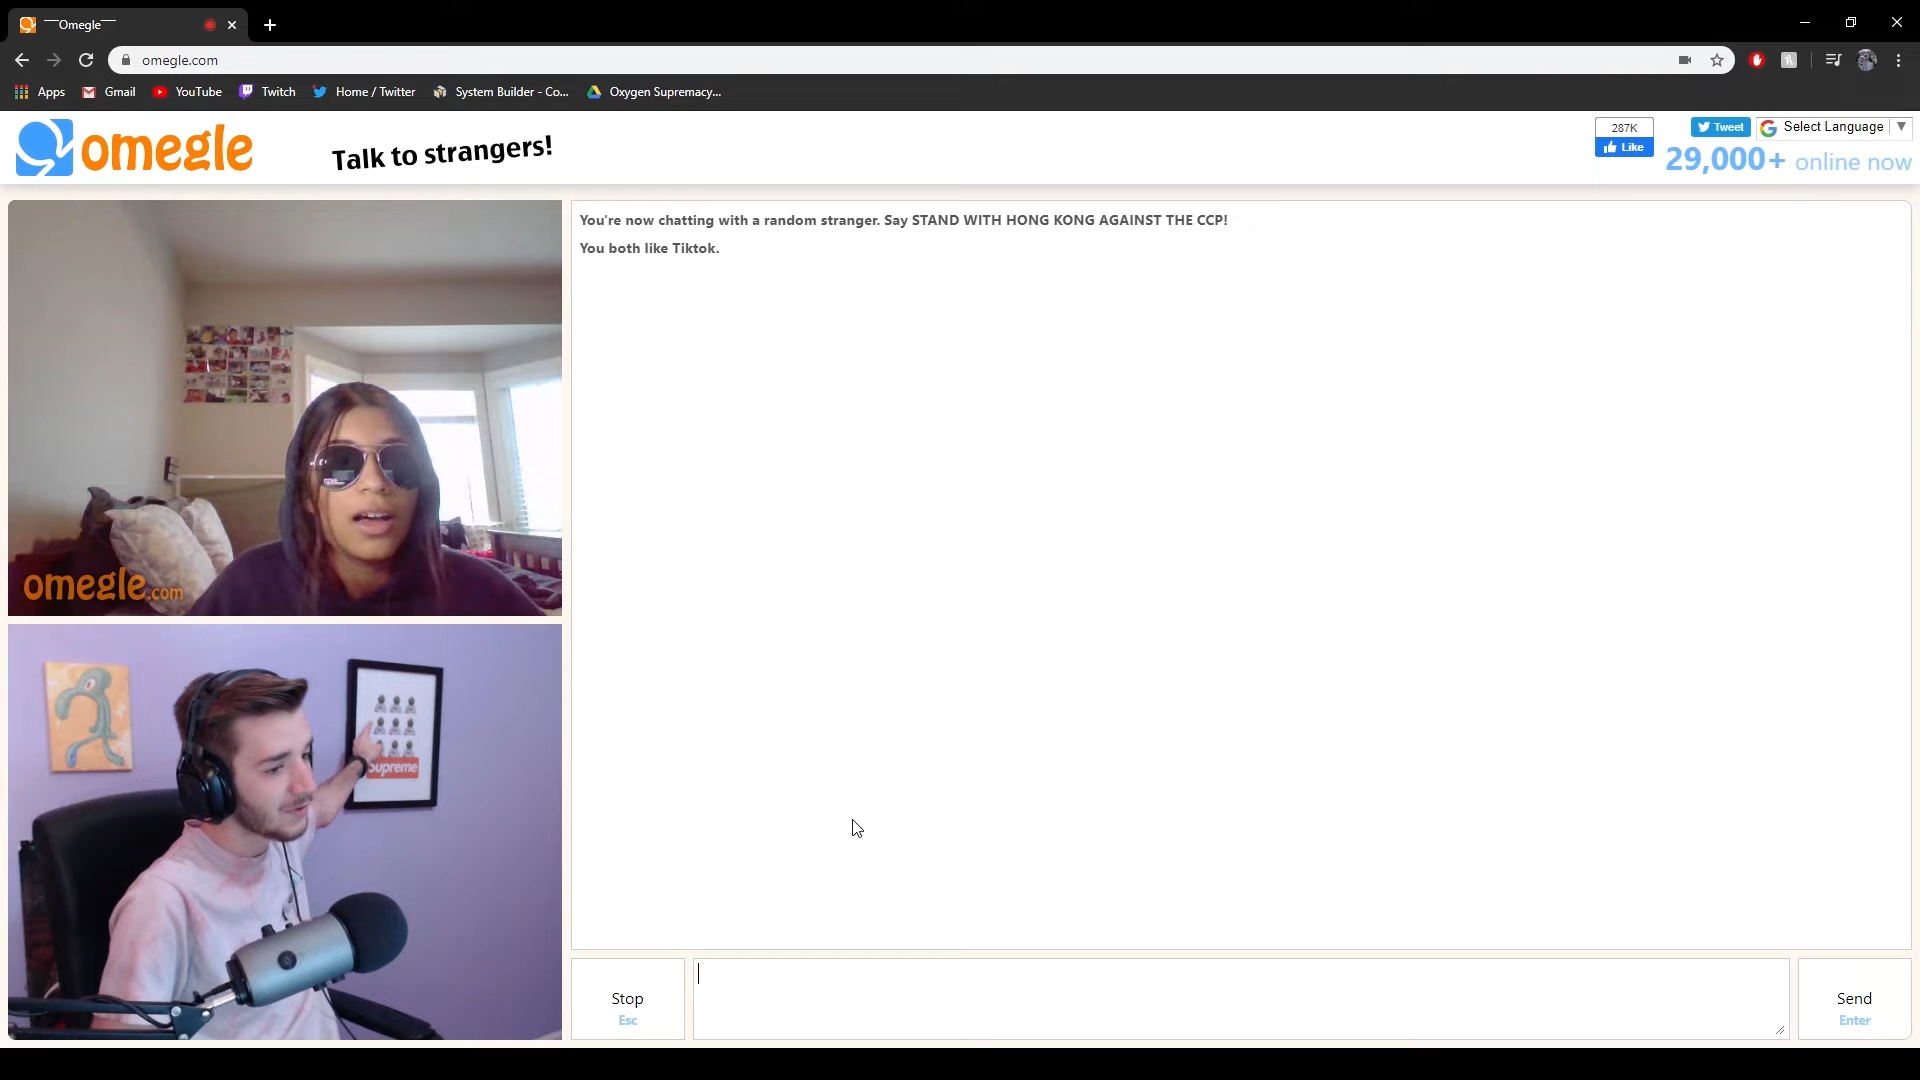 Omegle
omegle.com
Apps
Gmail
YouTube
Twitch
Home / Twitter
System Builder - Co...
Oxygen Supremacy...
omegle
Talk to strangers!
287K
Like
Tweet
Select Language
29,000+ online now
You're now chatting with a random stranger. Say STAND WITH HONG KONG AGAINST THE CCP!
You both like Tiktok.
omegle.com
supreme
Stop
Esc
Send
Enter